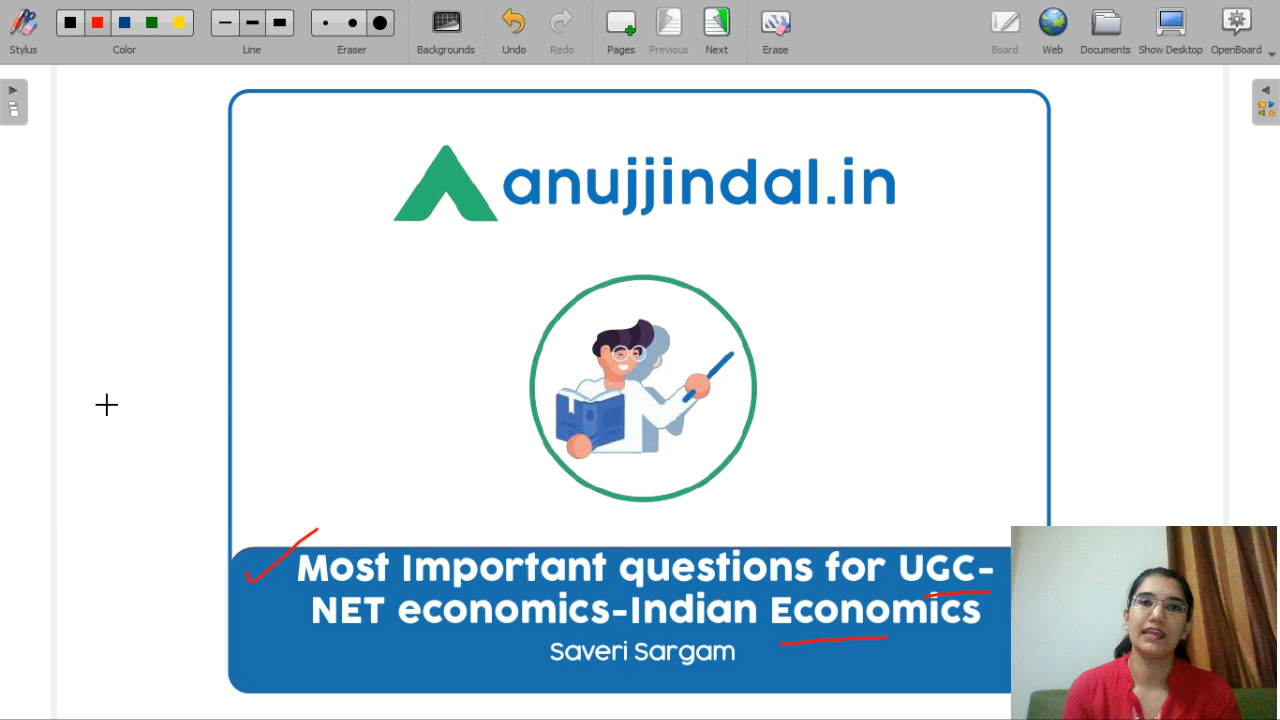 Stylus
Color
Line
Eraser
Backgrounds
Undo
Redo
Pages
Previous
Next
Erase
Board
Web
Documents
Show Desktop
OpenBoard
anujjindal.in
Most Important questions for UGC-
NET economics-Indian Economics
Saveri Sargam